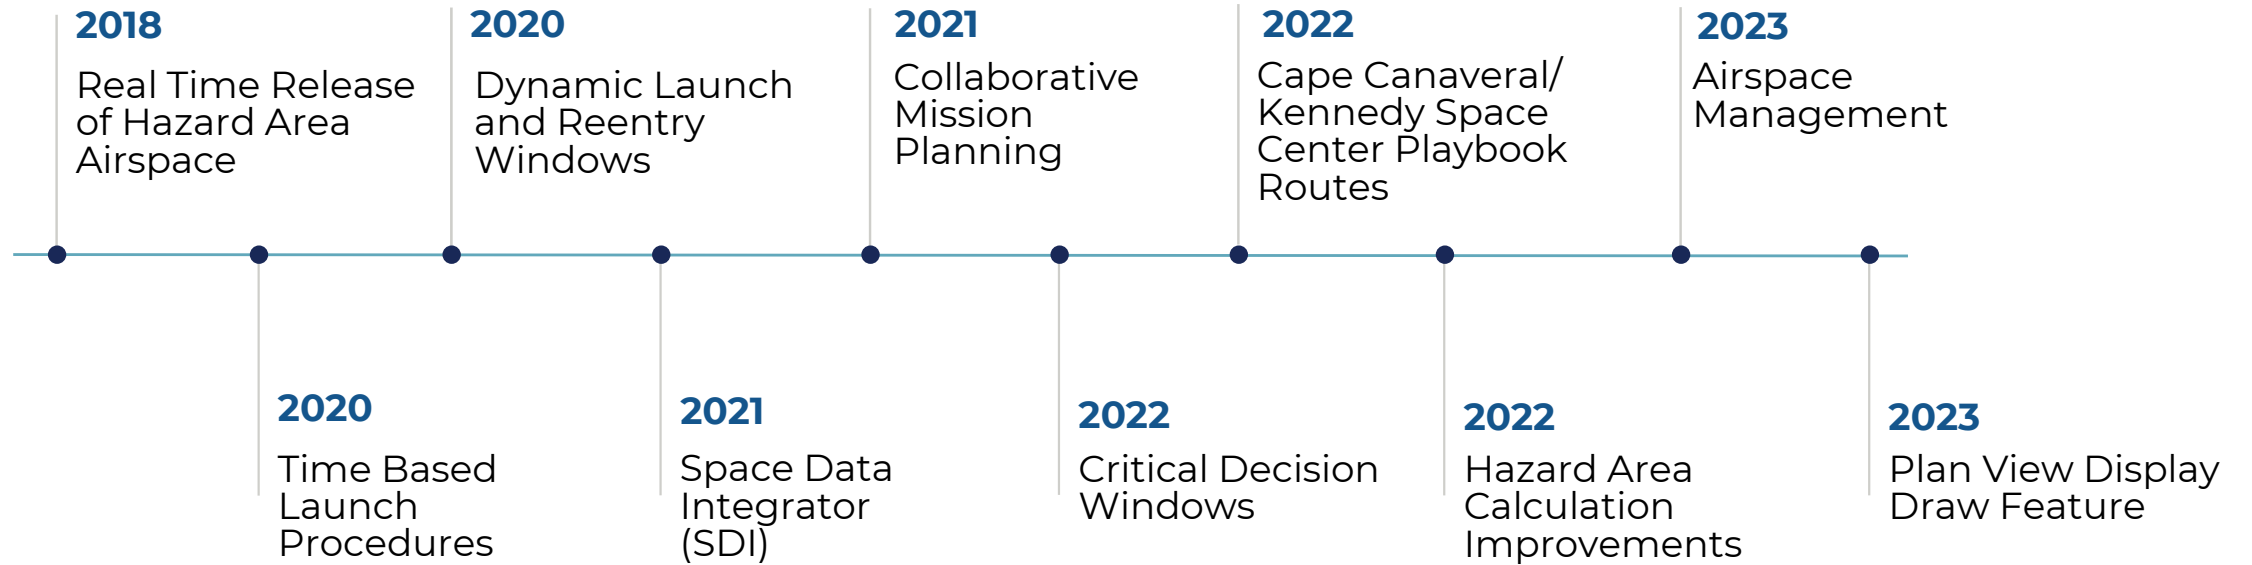 2018
Real Time Release
of Hazard Area
Airspace
2020
Time Based
Launch
Procedures
2020
Dynamic Launch
and Reentry
Windows
2021
Space Data
Integrator
(SDI)
2021
Collaborative
Mission
Planning
2022
Critical Decision
Windows
2022
Cape Canaveral/
Kennedy Space
Center Playbook
Routes
2022
Hazard Area
Calculation
Improvements
2023
Airspace
Management
2023
Plan View Display
Draw Feature